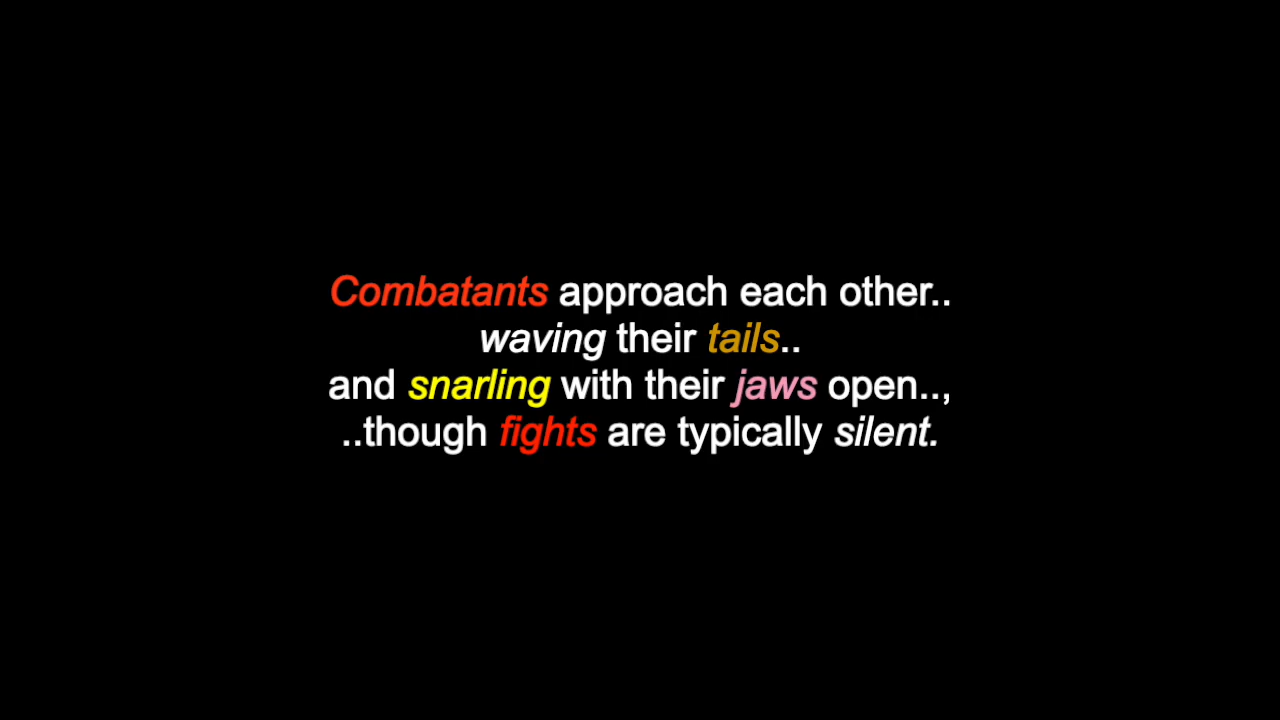 Combatants approach each other..
waving their tails..
and snarling with their jaws open..,
..though fights are typically silent.